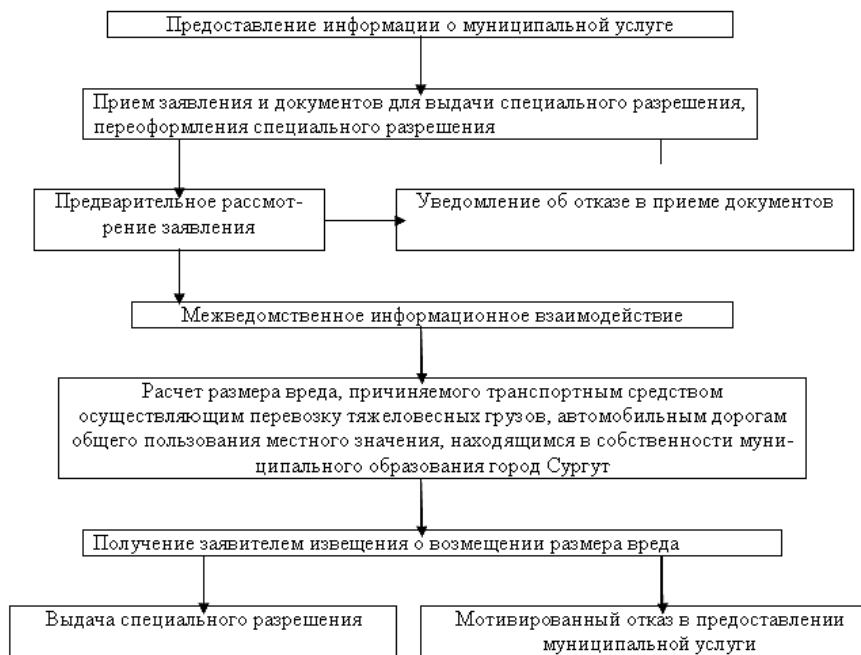 Предоставление информации о муниципальной услуге
Прием заявления и документов для выдачи специального разрешения,
переоформления специального разрешения
Предварительное рассмот-
рение заявления
Уведомление об отказе в приеме документов
Межведомственное информационное взаимодействие
Расчет размера вреда, причиняемого транспортным средством
осуществляющим перевозку тяжеловесных грузов, автомобильным дорогам
общего пользования местного значения, находящимся в собственности муни-
ципального образования город Сургут
Получение заявителем извещения о возмещении размера вреда
Выдача специального разрешения
Мотивированный отказ в предоставлении
муниципальной услуги